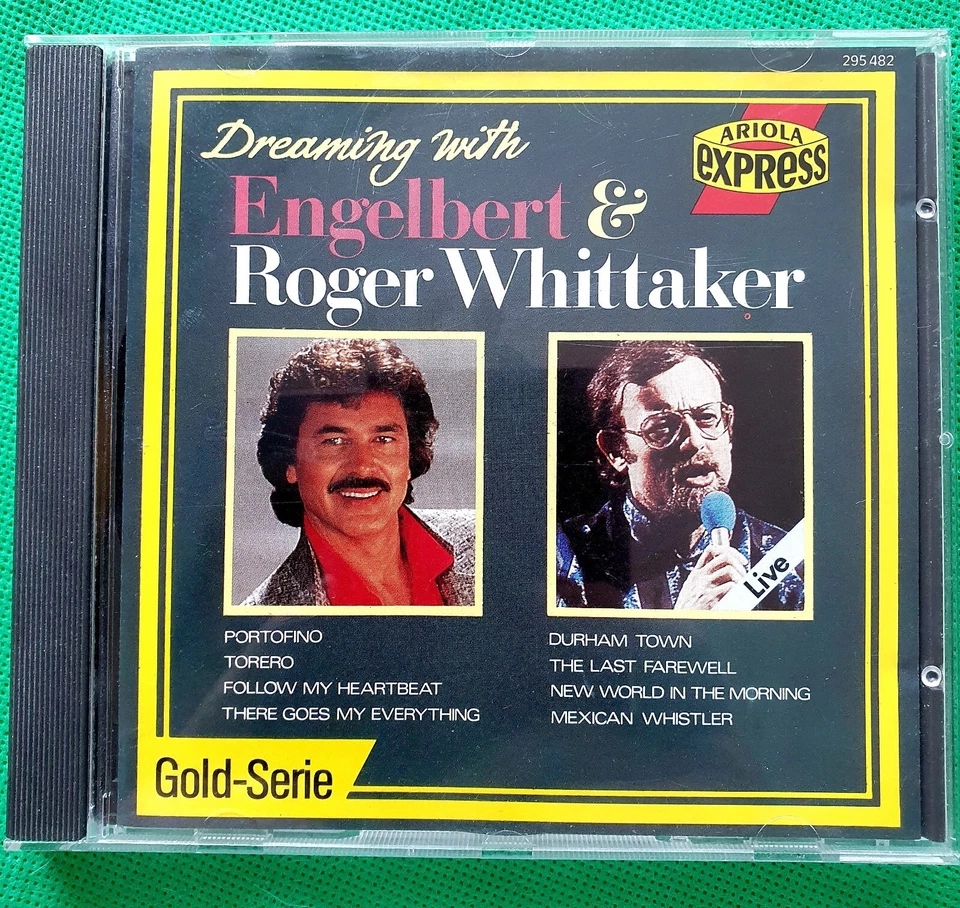 295 482
Dreaming with
ARIOLA
EXPRESS
Engelbert &
Roger Whittaker
Live
PORTOFINO
TORERO
FOLLOW MY HEARTBEAT
THERE GOES MY EVERYTHING
DURHAM TOWN
THE LAST FAREWELL
NEW WORLD IN THE MORNING
MEXICAN WHISTLER
Gold-Serie